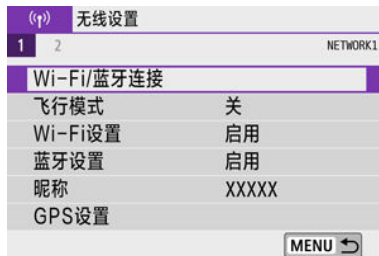 无线设置
1 2 NETWORK1
Wi-Fi/蓝牙连接
飞行模式 关
Wi-Fi设置 启用
蓝牙设置 启用
昵称 XXXXX
GPS设置
MENU